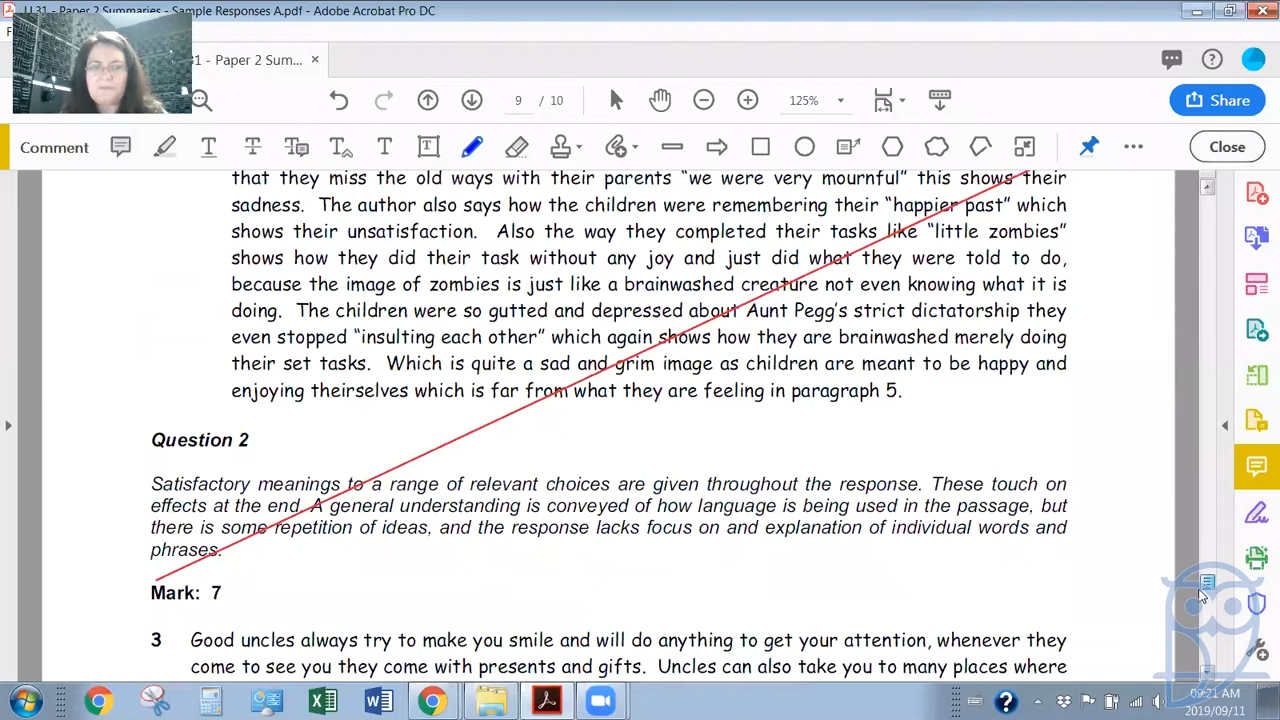 LL31 - Paper 2 Summaries - Sample Responses A.pdf - Adobe Acrobat Pro DC
31 - Paper 2 Sum... ×
9 / 10 125% Share
Comment Close
that they miss the old ways with their parents “we were very mournful” this shows their
sadness. The author also says how the children were remembering their “happier past” which
shows their unsatisfaction. Also the way they completed their tasks like “little zombies”
shows how they did their task without any joy and just did what they were told to do,
because the image of zombies is just like a brainwashed creature not even knowing what it is
doing. The children were so gutted and depressed about Aunt Pegg’s strict dictatorship they
even stopped “insulting each other” which again shows how they are brainwashed merely doing
their set tasks. Which is quite a sad and grim image as children are meant to be happy and
enjoying theirselves which is far from what they are feeling in paragraph 5.
Question 2
Satisfactory meanings to a range of relevant choices are given throughout the response. These touch on
effects at the end. A general understanding is conveyed of how language is being used in the passage, but
there is some repetition of ideas, and the response lacks focus on and explanation of individual words and
phrases.
Mark: 7
3 Good uncles always try to make you smile and will do anything to get your attention, whenever they
come to see you they come with presents and gifts. Uncles can also take you to many places where
09:21 AM
2019/09/11